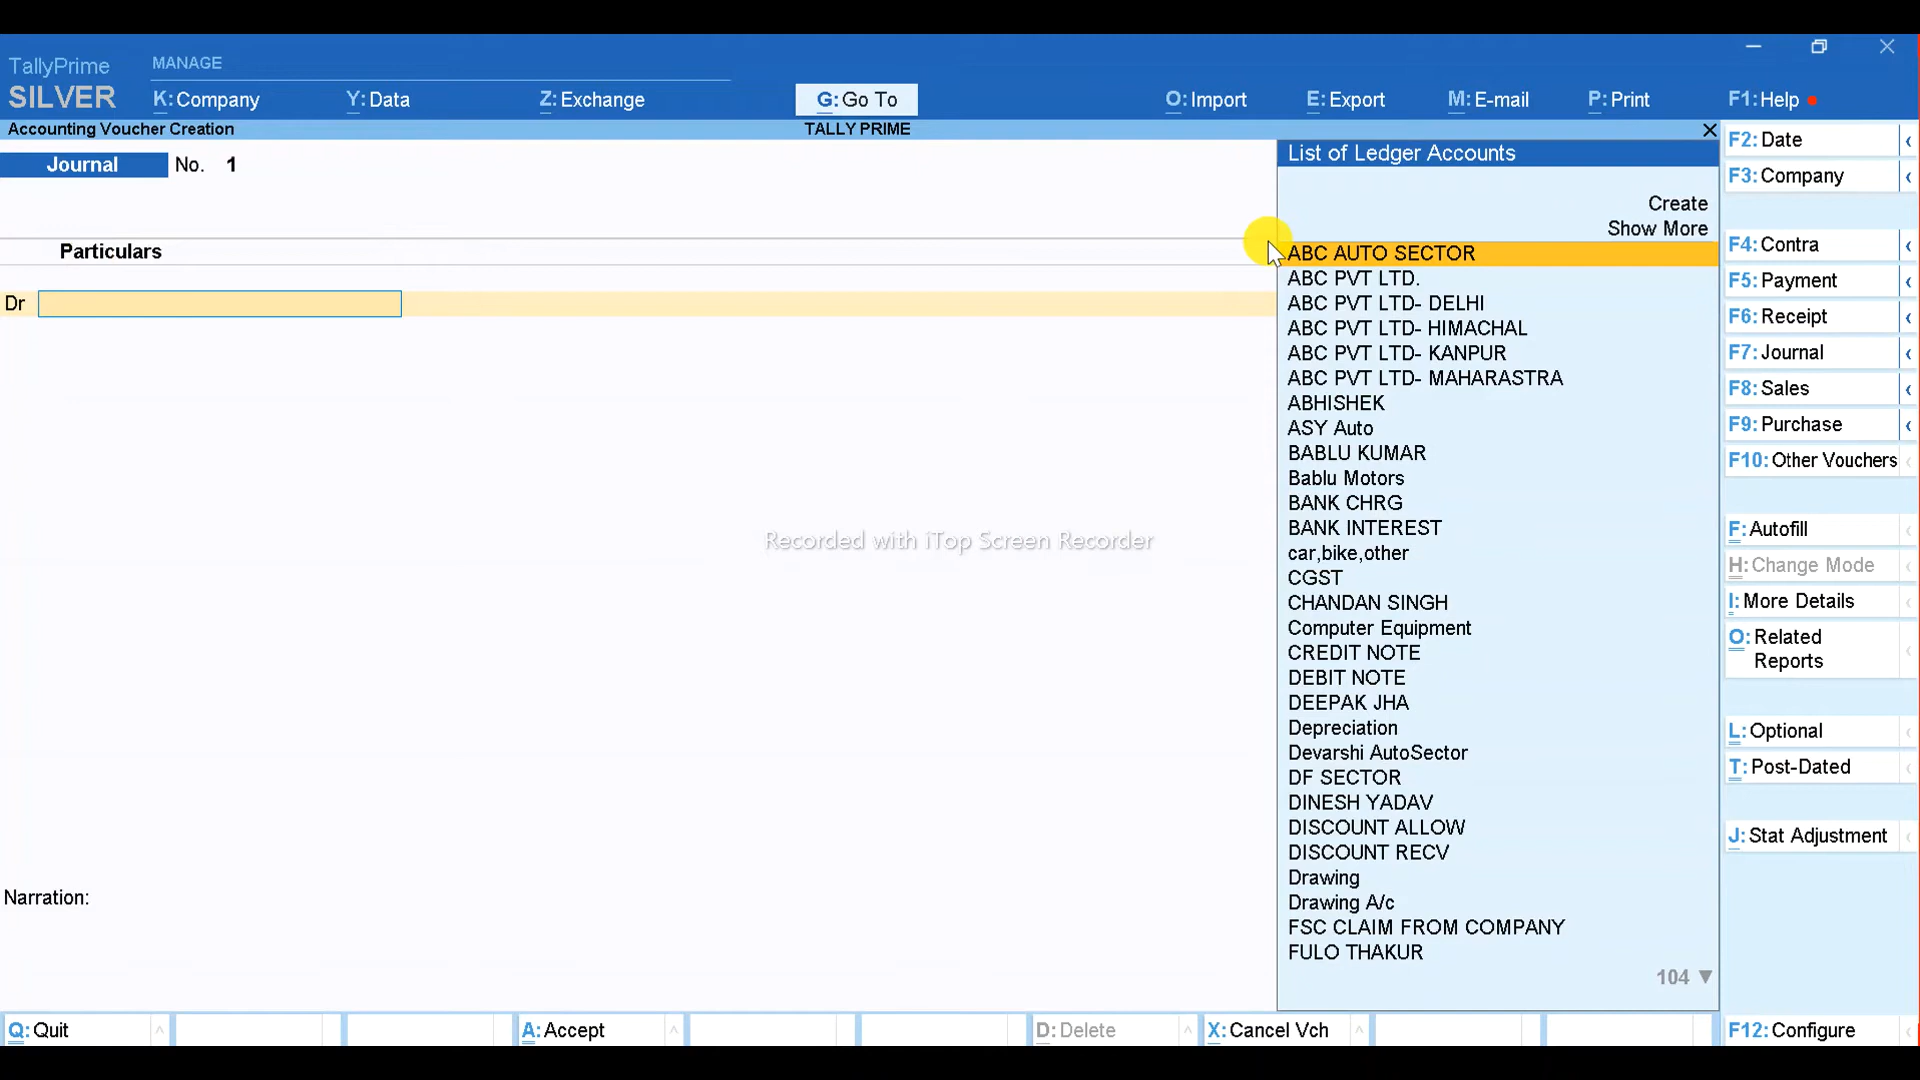 TallyPrime
SILVER
MANAGE
K:Company
Y:Data
Z:Exchange
G:Go To
O:Import
E:Export
M:E-mail
P:Print
F1:Help
Accounting Voucher Creation
TALLY PRIME
Journal No. 1
Particulars
Dr
Narration:
Recorded with iTop Screen Recorder
List of Ledger Accounts
Create
Show More
ABC AUTO SECTOR
ABC PVT LTD.
ABC PVT LTD- DELHI
ABC PVT LTD- HIMACHAL
ABC PVT LTD- KANPUR
ABC PVT LTD- MAHARASTRA
ABHISHEK
ASY Auto
BABLU KUMAR
Bablu Motors
BANK CHRG
BANK INTEREST
car,bike,other
CGST
CHANDAN SINGH
Computer Equipment
CREDIT NOTE
DEBIT NOTE
DEEPAK JHA
Depreciation
Devarshi AutoSector
DF SECTOR
DINESH YADAV
DISCOUNT ALLOW
DISCOUNT RECV
Drawing
Drawing A/c
FSC CLAIM FROM COMPANY
FULO THAKUR
104 ▼
F2:Date
F3:Company
F4:Contra
F5:Payment
F6:Receipt
F7:Journal
F8:Sales
F9:Purchase
F10:Other Vouchers
F:Autofill
H:Change Mode
I:More Details
O:Related
Reports
L:Optional
T:Post-Dated
J:Stat Adjustment
Q:Quit
A:Accept
D:Delete
X:Cancel Vch
F12:Configure